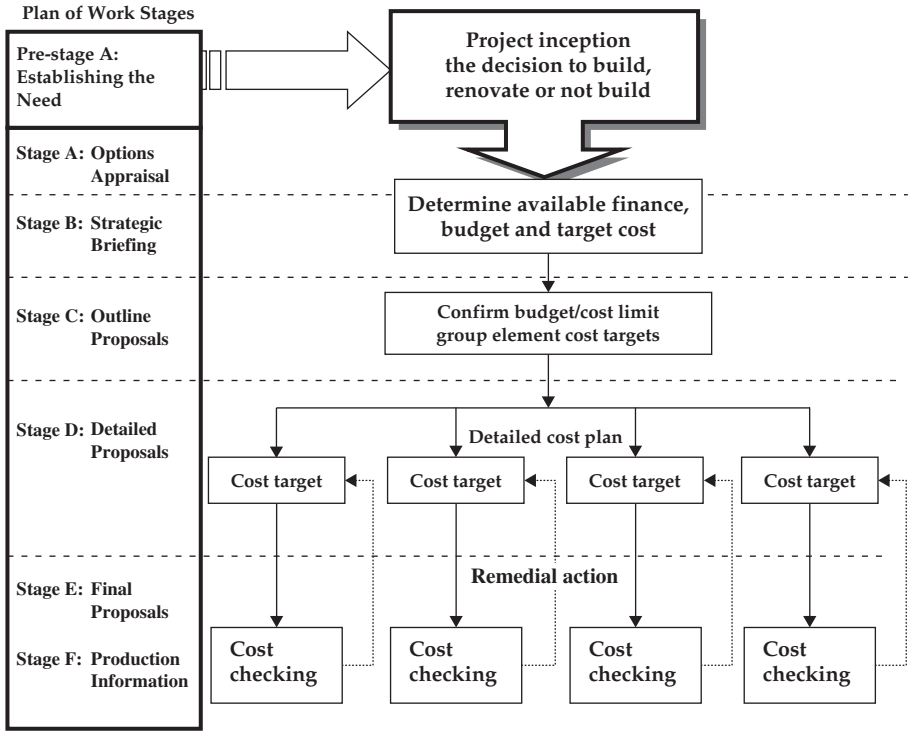 Plan of Work Stages
Pre-stage A:
Establishing the
Need
Project inception
the decision to build,
renovate or not build
Stage A: Options
Appraisal
Determine available finance,
budget and target cost
Stage B: Strategic
Briefing
Stage C: Outline
Proposals
Confirm budget/cost limit
group element cost targets
Stage D: Detailed
Proposals
Detailed cost plan
Cost target
Cost target
Cost target
Cost target
Remedial action
Stage E: Final
Proposals
Stage F: Production
Information
Cost
checking
Cost
checking
Cost
checking
Cost
checking